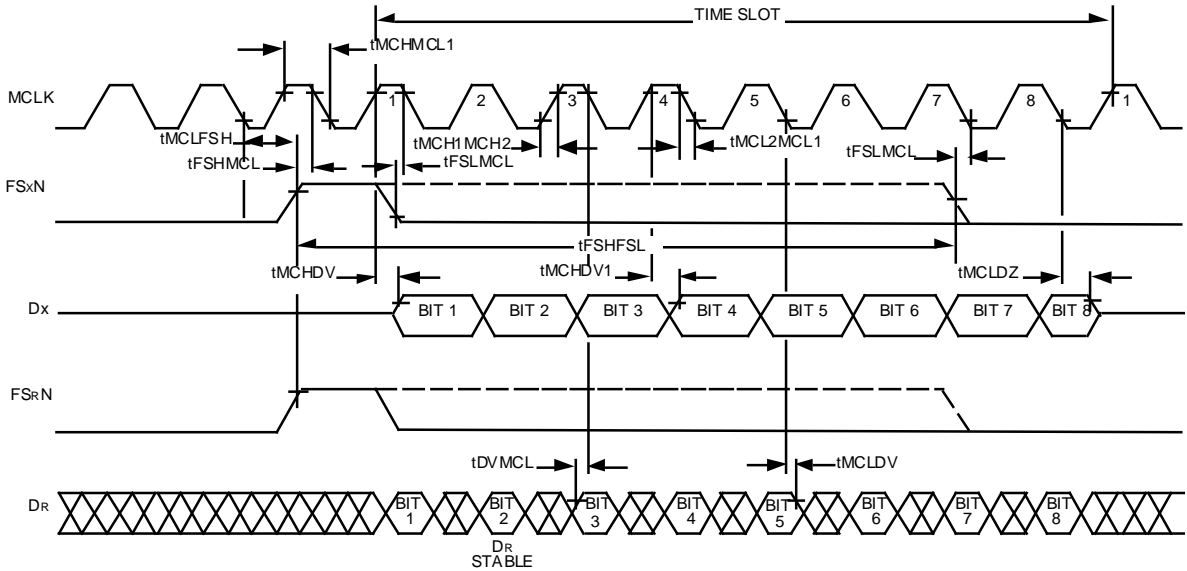 TIME SLOT
tMCHMCL1
MCLK
1 2 3 4 5 6 7 8 1
tMCLFSH
tFSHMCL
tMCH1MCH2
tFSLMCL
tMCL2MCL1
tFSLMCL
FSXN
tFSHFSL
tMCHDV
tMCHDV1
tMCLDZ
DX
BIT 1 BIT 2 BIT 3 BIT 4 BIT 5 BIT 6 BIT 7 BIT 8
FSRN
tDVMCL
tMCLDV
DR
BIT 1 BIT 2 BIT 3 BIT 4 BIT 5 BIT 6 BIT 7 BIT 8
DR
STABLE